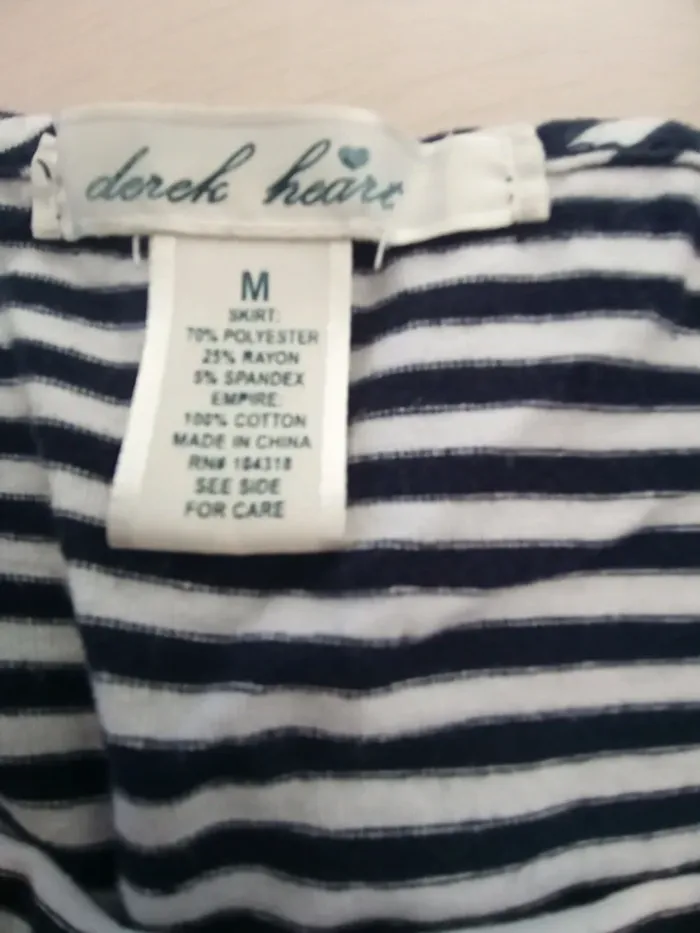 derek heart
M
SKIRT:
70% POLYESTER
25% RAYON
5% SPANDEX
EMPIRE:
100% COTTON
MADE IN CHINA
RN# 104318
SEE SIDE
FOR CARE